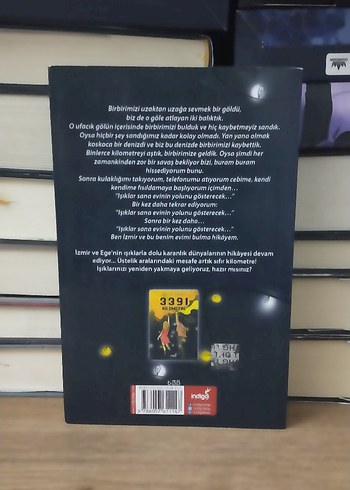 Birbirimizi uzaktan uzağa sevmek bir göldü,
biz de o göle atlayan iki balıktık.
O ufacık gölün içerisinde birbirimizi bulduk ve hiç kaybetmeyiz sandık.
Oysa hiçbir şey sandığımız kadar kolay olmadı. Yan yana olmak
koskoca bir denizdi ve biz bu denizde birbirimizi kaybettik.
Binlerce kilometreyi aştık, birbirimize geldik. Oysa şimdi her
zamankinden zor bir savaş bekliyor bizi, buram buram
hissediyorum bunu.
Sonra kulaklığımı takıyorum, telefonumu atıyorum cebime, kendi
kendime fısıldamaya başlıyorum içimden...
"Işıklar sana evinin yolunu gösterecek..."
Bir kez daha tekrar ediyorum:
"Işıklar sana evinin yolunu gösterecek..."
Sonra bir kez daha...
"Işıklar sana evinin yolunu gösterecek..."
Ben İzmir ve bu benim evimi bulma hikâyem.
İzmir ve Ege'nin ışıklarla dolu karanlık dünyalarının hikâyesi devam
ediyor... Üstelik aralarındaki mesafe artık sıfır kilometre!
Işıklarınızı yeniden yakmaya geliyoruz, hazır mısınız?
3391
KİLOMETRE
indigo